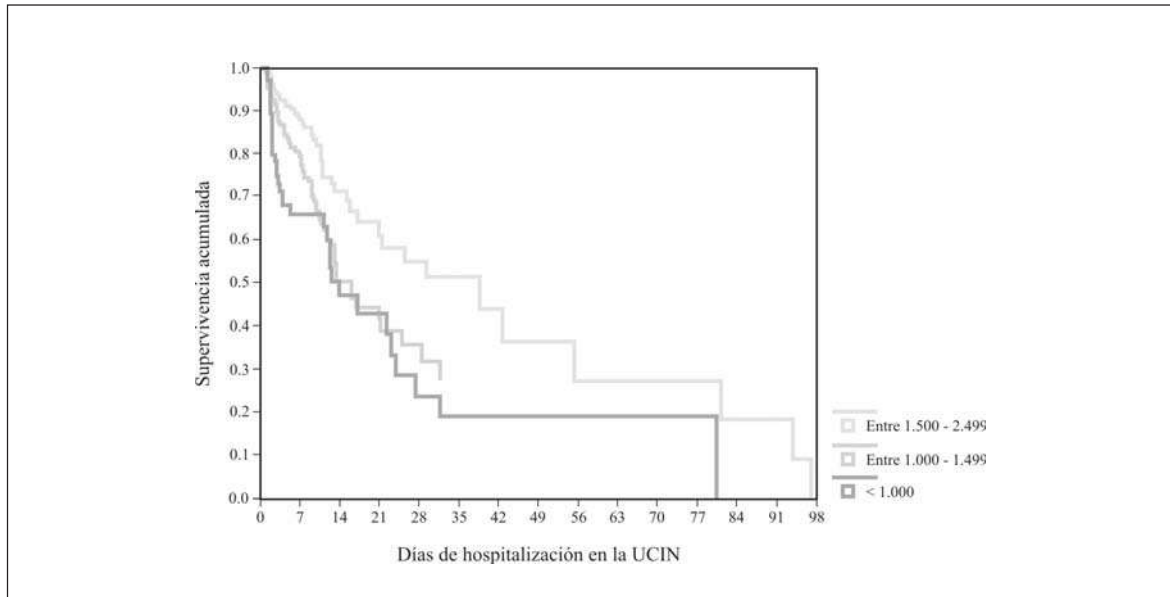 1.0
0.9
0.8
0.7
0.6
0.5
0.4
0.3
0.2
0.1
0.0
Supervivencia acumulada
0 7 14 21 28 35 42 49 56 63 70 77 84 91 98
Días de hospitalización en la UCIN
Entre 1.500 - 2.499
Entre 1.000 - 1.499
< 1.000